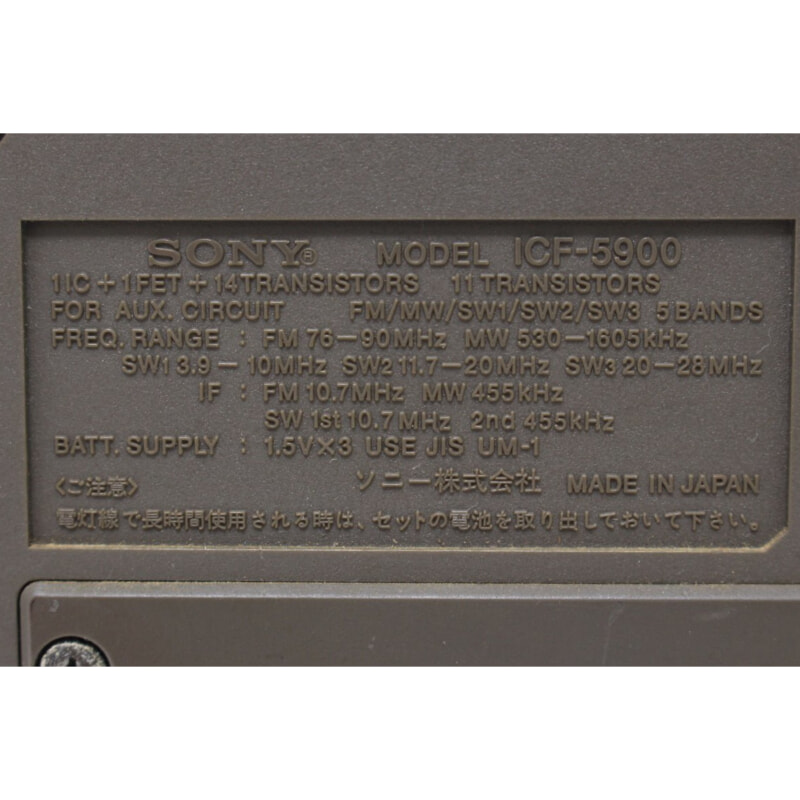 SONY® MODEL ICF-5900
1IC+1FET+14TRANSISTORS 11TRANSISTORS
FOR AUX. CIRCUIT FM/MW/SW1/SW2/SW3 5BANDS
FREQ. RANGE : FM 76-90MHz MW 530-1605kHz
SW1 3.9-10MHz SW2 11.7-20MHz SW3 20-28MHz
IF : FM 10.7MHz MW 455kHz
SW 1st 10.7MHz 2nd 455kHz
BATT. SUPPLY : 1.5V×3 USE JIS UM-1
〈ご注意〉 ソニー株式会社 MADE IN JAPAN
電灯線で長時間使用される時は、セットの電池を取り出しておいて下さい。